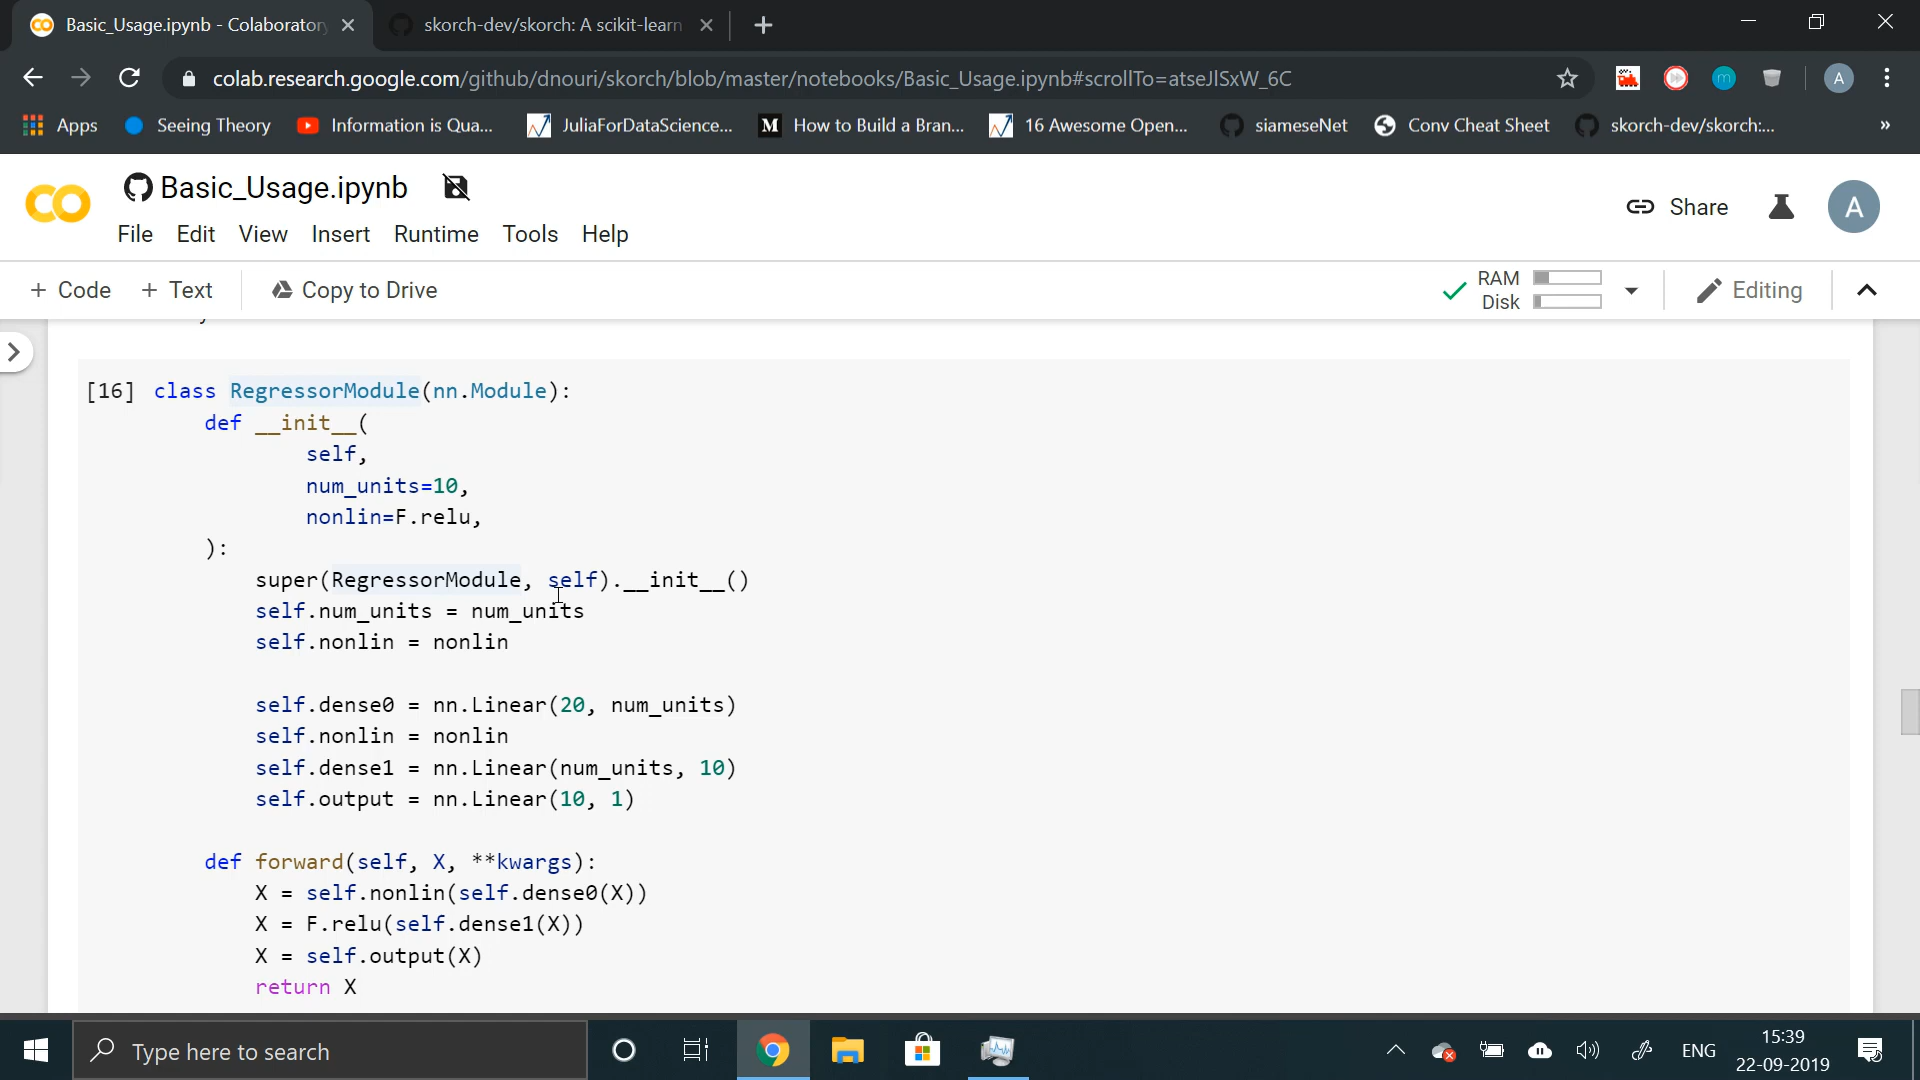 Basic_Usage.ipynb - Colaboratory
skorch-dev/skorch: A scikit-learn
colab.research.google.com/github/dnouri/skorch/blob/master/notebooks/Basic_Usage.ipynb#scrollTo=atseJlSxW_6C
A
Apps
Seeing Theory
Information is Qua...
JuliaForDataScience...
How to Build a Bran...
16 Awesome Open...
siameseNet
Conv Cheat Sheet
skorch-dev/skorch:...
»
Basic_Usage.ipynb
File Edit View Insert Runtime Tools Help
Share
A
+ Code + Text
Copy to Drive
RAM
Disk
Editing
[16] class RegressorModule(nn.Module):
def __init__(
self,
num_units=10,
nonlin=F.relu,
):
super(RegressorModule, self).__init__()
self.num_units = num_units
self.nonlin = nonlin
self.dense0 = nn.Linear(20, num_units)
self.nonlin = nonlin
self.dense1 = nn.Linear(num_units, 10)
self.output = nn.Linear(10, 1)
def forward(self, X, **kwargs):
X = self.nonlin(self.dense0(X))
X = F.relu(self.dense1(X))
X = self.output(X)
return X
Type here to search
ENG
15:39
22-09-2019